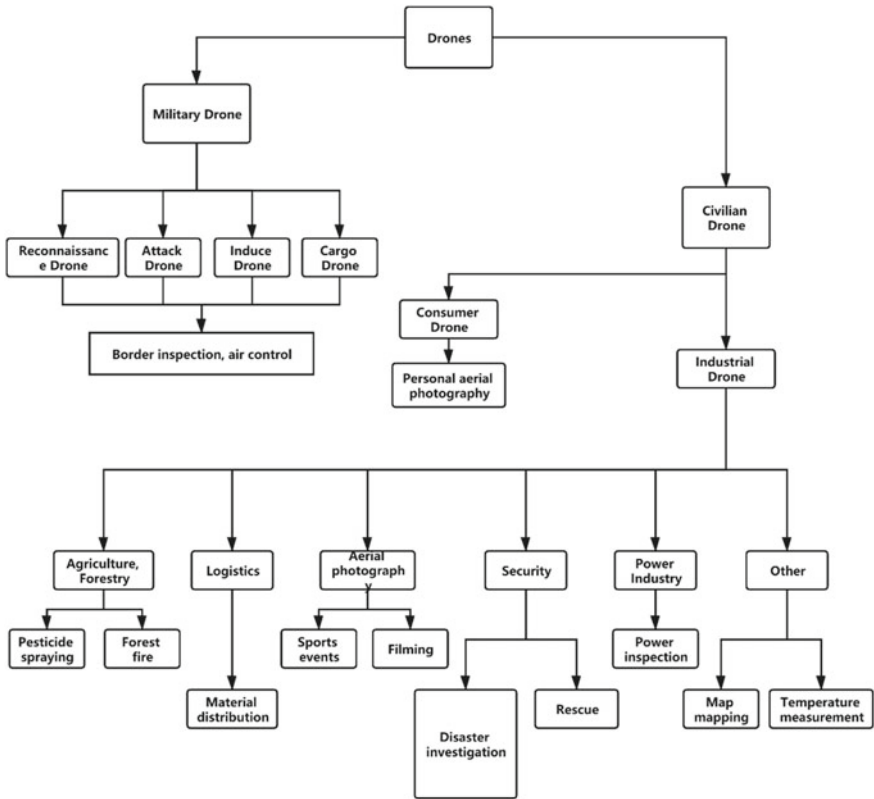 Drones
Military Drone
Civilian
Drone
Reconnaissanc
e Drone
Attack
Drone
Induce
Drone
Cargo
Drone
Border inspection, air control
Consumer
Drone
Personal aerial
photography
Industrial
Drone
Agriculture,
Forestry
Logistics
Aerial
photograph
y
Security
Power
Industry
Other
Pesticide
spraying
Forest
fire
Sports
events
Filming
Power
inspection
Material
distribution
Disaster
investigation
Rescue
Map
mapping
Temperature
measurement